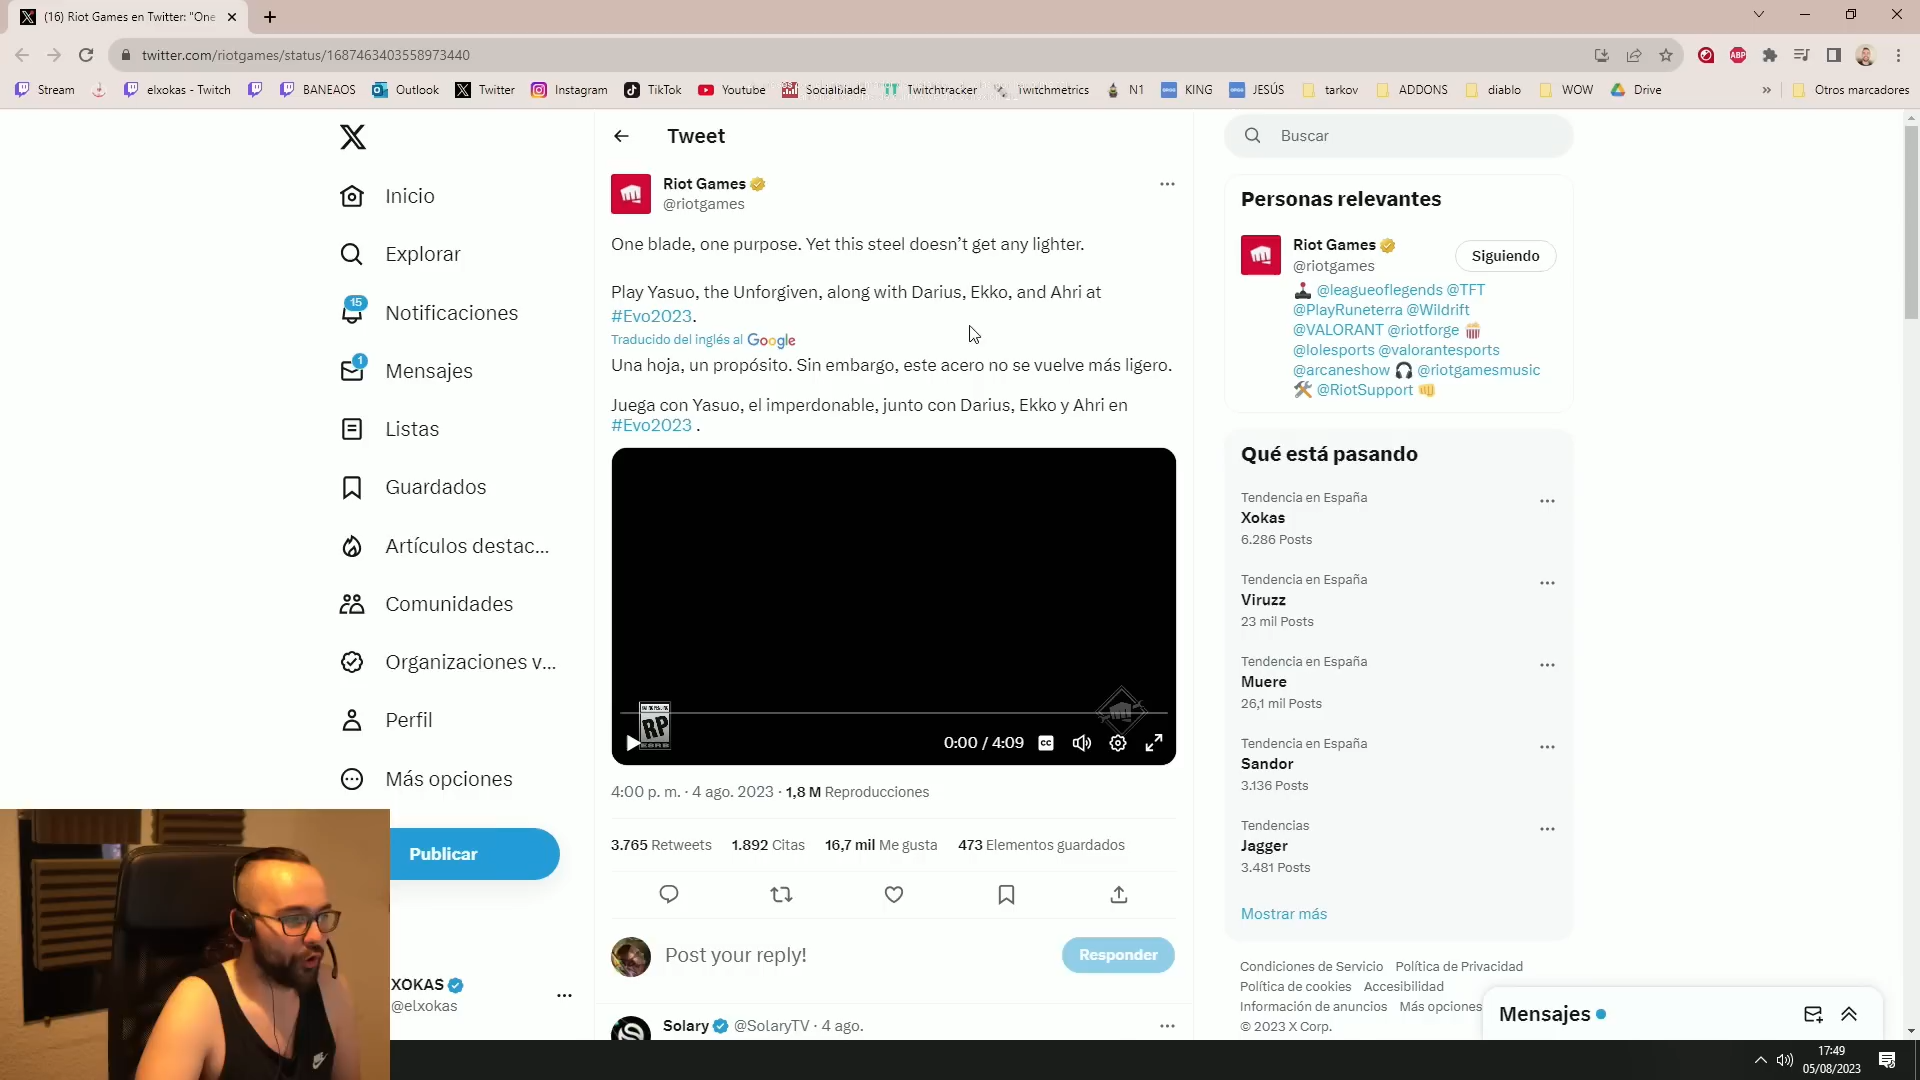 (16) Riot Games en Twitter: "One
twitter.com/riotgames/status/1687463403558973440
Stream
elxokas - Twitch
BANEAOS
Outlook
Twitter
Instagram
TikTok
Youtube
Socialblade
Twitchtracker
Twitchmetrics
N1
KING
JESÚS
tarkov
ADDONS
diablo
WOW
Drive
Otros marcadores
ABP
X
Inicio
Explorar
15
Notificaciones
1
Mensajes
Listas
Guardados
Artículos destac...
Comunidades
Organizaciones v...
Perfil
Más opciones
Publicar
XOKAS
@elxokas
Tweet
Riot Games
@riotgames
One blade, one purpose. Yet this steel doesn’t get any lighter.
Play Yasuo, the Unforgiven, along with Darius, Ekko, and Ahri at
#Evo2023.
Traducido del inglés al Google
Una hoja, un propósito. Sin embargo, este acero no se vuelve más ligero.
Juega con Yasuo, el imperdonable, junto con Darius, Ekko y Ahri en
#Evo2023 .
RP
ESRB
0:00 / 4:09
CC
4:00 p. m. · 4 ago. 2023 · 1,8 M Reproducciones
3.765 Retweets 1.892 Citas 16,7 mil Me gusta 473 Elementos guardados
Post your reply!
Responder
Solary @SolaryTV · 4 ago.
Buscar
Personas relevantes
Riot Games
@riotgames
Siguiendo
🕹️ @leagueoflegends @TFT
@PlayRuneterra @Wildrift
@VALORANT @riotforge 🍿
@lolesports @valorantesports
@arcaneshow 🎧 @riotgamesmusic
🛠️ @RiotSupport 👊
Qué está pasando
Tendencia en España
Xokas
6.286 Posts
Tendencia en España
Viruzz
23 mil Posts
Tendencia en España
Muere
26,1 mil Posts
Tendencia en España
Sandor
3.136 Posts
Tendencias
Jagger
3.481 Posts
Mostrar más
Condiciones de Servicio Política de Privacidad
Política de cookies Accesibilidad
Información de anuncios Más opciones
© 2023 X Corp.
Mensajes
17:49
05/08/2023